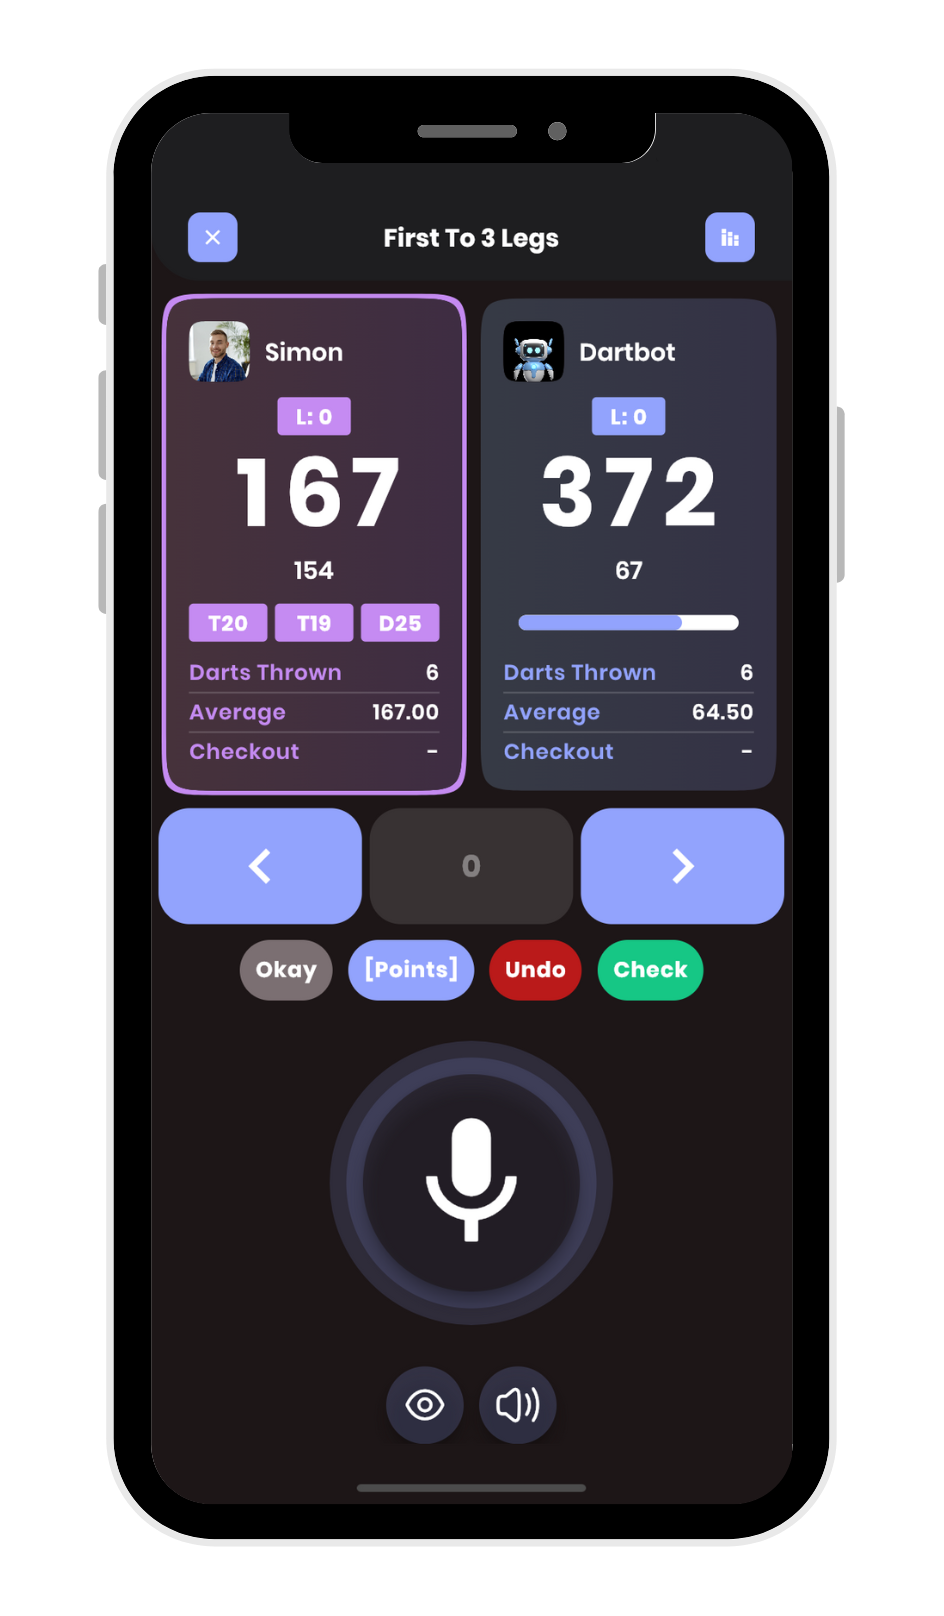 First To 3 Legs
Simon
L: 0
167
154
T20 T19 D25
Darts Thrown 6
Average 167.00
Checkout -
Dartbot
L: 0
372
67
Darts Thrown 6
Average 64.50
Checkout -
0
Okay [Points] Undo Check